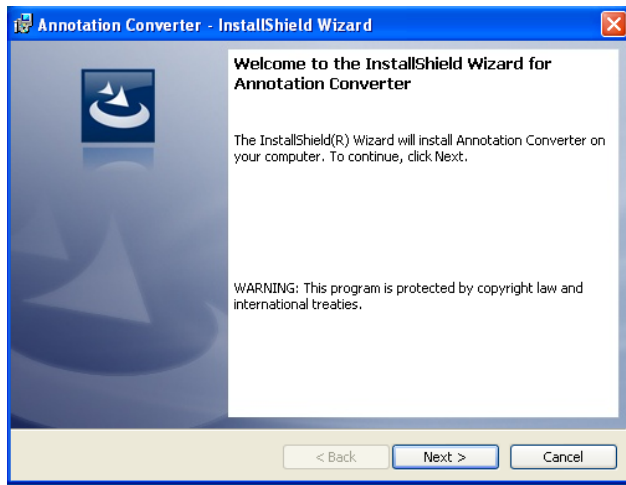 Annotation Converter - InstallShield Wizard
Welcome to the InstallShield Wizard for
Annotation Converter
The InstallShield(R) Wizard will install Annotation Converter on
your computer. To continue, click Next.
WARNING: This program is protected by copyright law and
international treaties.
< Back Next > Cancel